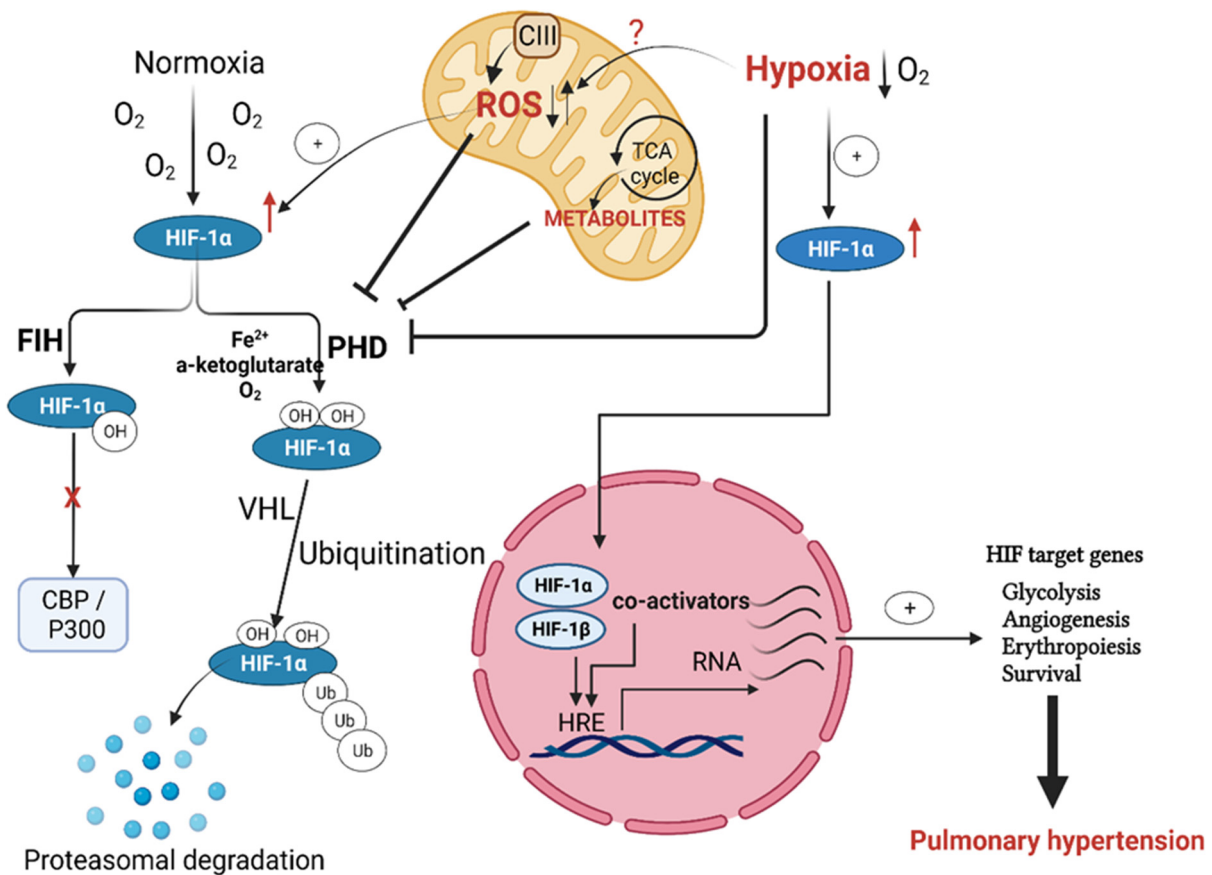 Normoxia
O₂
O₂
O₂
O₂
CIII
ROS
?
Hypoxia
O₂
+
TCA
cycle
METABOLITES
+
HIF-1α
HIF-1α
FIH
Fe²⁺
a-ketoglutarate
O₂
PHD
HIF-1α
OH
OH
OH
HIF-1α
X
VHL
Ubiquitination
CBP /
P300
OH
OH
HIF-1α
Ub
Ub
Ub
Proteasomal degradation
HIF-1α
HIF-1β
co-activators
RNA
HRE
+
HIF target genes
Glycolysis
Angiogenesis
Erythropoiesis
Survival
Pulmonary hypertension